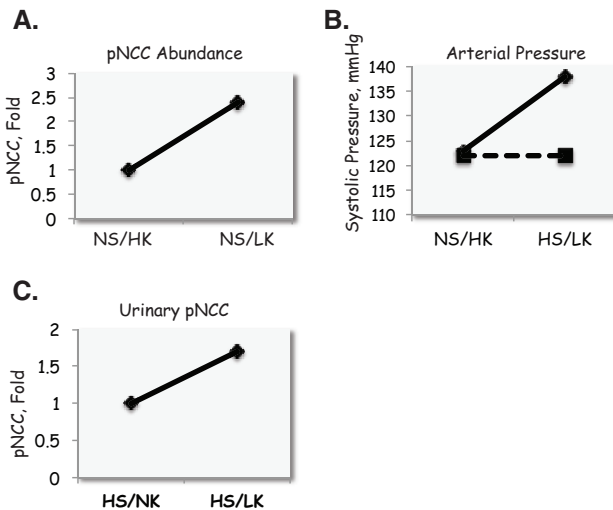 A.
pNCC Abundance
pNCC, Fold
3
2.5
2
1.5
1
0.5
0
NS/HK NS/LK
B.
Arterial Pressure
Systolic Pressure, mmHg
140
135
130
125
120
115
110
NS/HK HS/LK
C.
Urinary pNCC
pNCC, Fold
2
1.5
1
0.5
0
HS/NK HS/LK